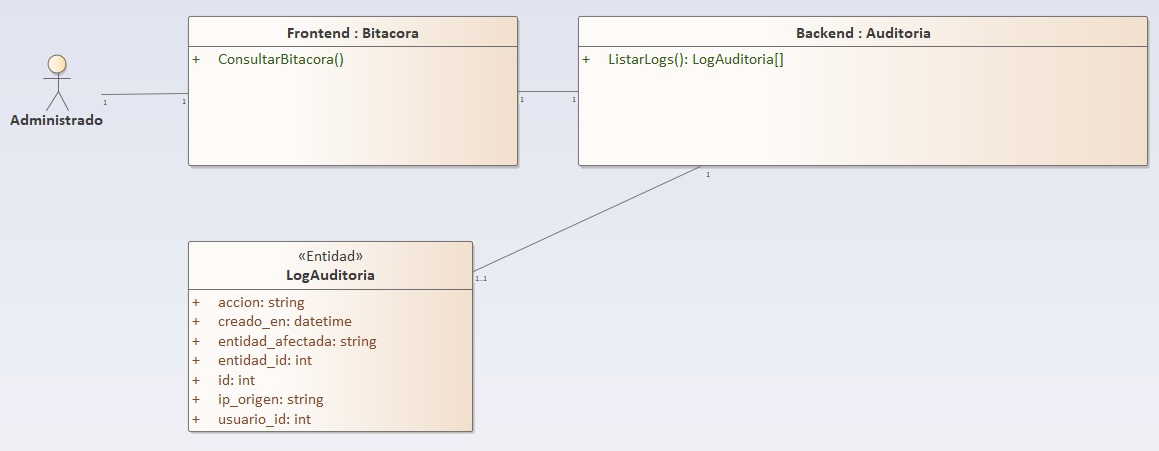 Administrado
1
1
Frontend : Bitacora
+ ConsultarBitacora()
1
1
Backend : Auditoria
+ ListarLogs(): LogAuditoria[]
1
1..1
«Entidad»
LogAuditoria
+ accion: string
+ creado_en: datetime
+ entidad_afectada: string
+ entidad_id: int
+ id: int
+ ip_origen: string
+ usuario_id: int